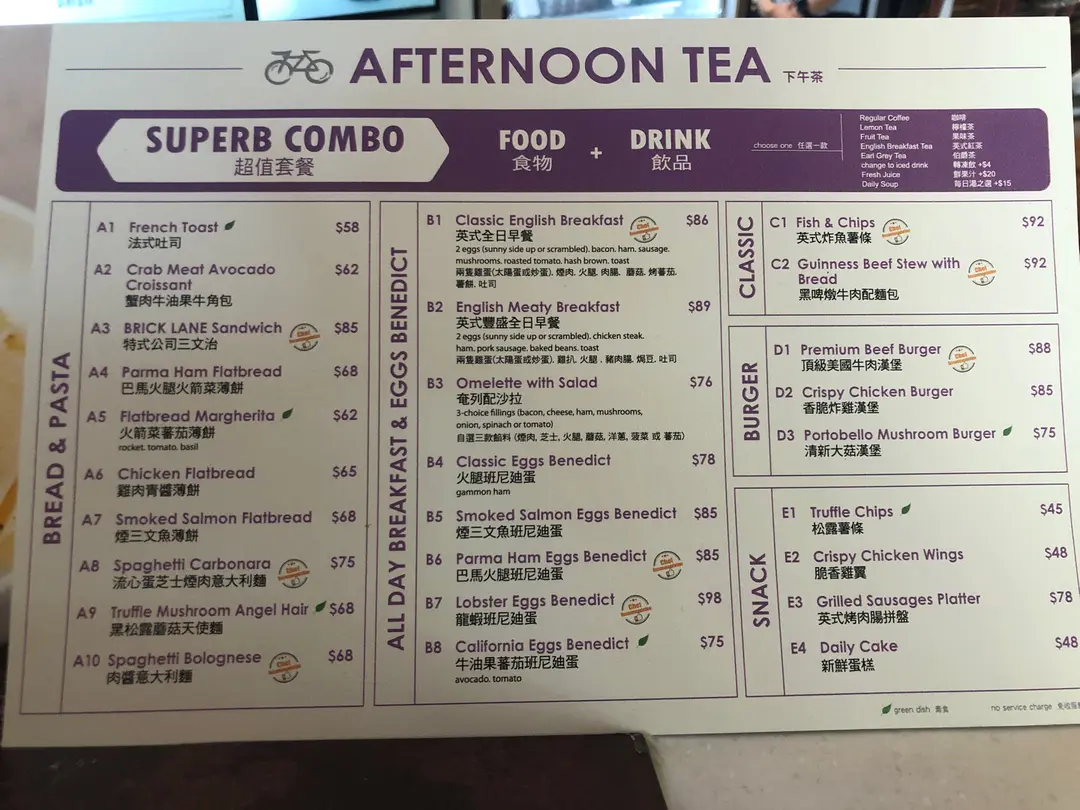 AFTERNOON TEA 下午茶
SUPERB COMBO
超值套餐
FOOD + DRINK
食物 飲品
choose one 任選一款
Regular Coffee 咖啡
Lemon Tea 檸檬茶
Fruit Tea 果味茶
English Breakfast Tea 英式紅茶
Earl Grey Tea 伯爵茶
change to iced drink 轉凍飲 +$4
Fresh Juice 鮮果汁 +$20
Daily Soup 每日湯之選 +$15
BREAD & PASTA
A1 French Toast $58
法式吐司
A2 Crab Meat Avocado $62
Croissant
蟹肉牛油果牛角包
A3 BRICK LANE Sandwich Chef $85
特式公司三文治
A4 Parma Ham Flatbread $68
巴馬火腿火箭菜薄餅
A5 Flatbread Margherita $62
火箭菜蕃茄薄餅
rocket, tomato, basil
A6 Chicken Flatbread $65
雞肉青醬薄餅
A7 Smoked Salmon Flatbread $68
煙三文魚薄餅
A8 Spaghetti Carbonara Chef $75
流心蛋芝士煙肉意大利麵
A9 Truffle Mushroom Angel Hair $68
黑松露蘑菇天使麵
A10 Spaghetti Bolognese Chef $68
肉醬意大利麵
ALL DAY BREAKFAST & EGGS BENEDICT
B1 Classic English Breakfast Chef $86
英式全日早餐
2 eggs (sunny side up or scrambled), bacon, ham, sausage,
mushrooms, roasted tomato, hash brown, toast
兩隻雞蛋(太陽蛋或炒蛋), 煙肉, 火腿, 肉腸, 蘑菇, 烤蕃茄,
薯餅, 吐司
B2 English Meaty Breakfast $89
英式豐盛全日早餐
2 eggs (sunny side up or scrambled), chicken steak,
ham, pork sausage, baked beans, toast
兩隻雞蛋(太陽蛋或炒蛋), 雞扒, 火腿, 豬肉腸, 焗豆, 吐司
B3 Omelette with Salad $76
奄列配沙拉
3-choice fillings (bacon, cheese, ham, mushrooms,
onion, spinach or tomato)
自選三款餡料 (煙肉, 芝士, 火腿, 蘑菇, 洋蔥, 菠菜 或 蕃茄)
B4 Classic Eggs Benedict $78
火腿班尼迪蛋
gammon ham
B5 Smoked Salmon Eggs Benedict $85
煙三文魚班尼迪蛋
B6 Parma Ham Eggs Benedict Chef $85
巴馬火腿班尼迪蛋
B7 Lobster Eggs Benedict Chef $98
龍蝦班尼迪蛋
B8 California Eggs Benedict $75
牛油果蕃茄班尼迪蛋
avocado, tomato
CLASSIC
C1 Fish & Chips Chef $92
英式炸魚薯條
C2 Guinness Beef Stew with Chef $92
Bread
黑啤燉牛肉配麵包
BURGER
D1 Premium Beef Burger Chef $88
頂級美國牛肉漢堡
D2 Crispy Chicken Burger $85
香脆炸雞漢堡
D3 Portobello Mushroom Burger $75
清新大菇漢堡
SNACK
E1 Truffle Chips $45
松露薯條
E2 Crispy Chicken Wings $48
脆香雞翼
E3 Grilled Sausages Platter $78
英式烤肉腸拼盤
E4 Daily Cake $48
新鮮蛋糕
green dish 素食 no service charge 免收